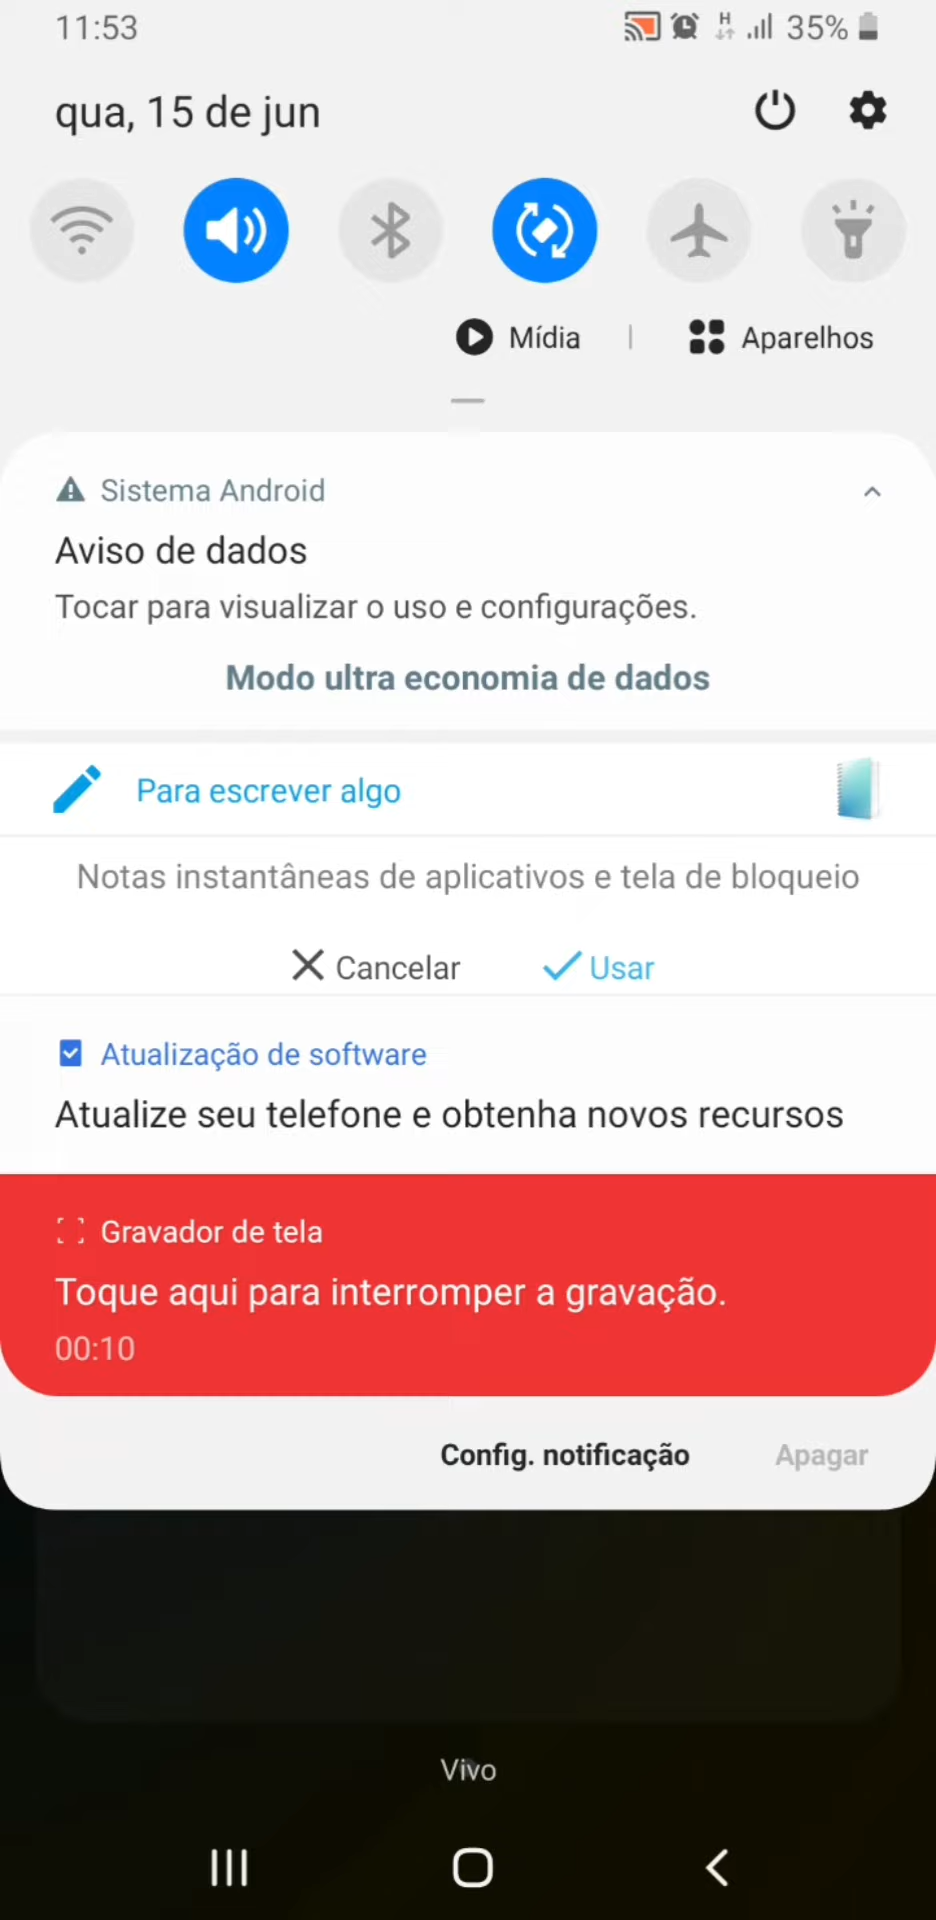 11:53
H
35%
qua, 15 de jun
Mídia
Aparelhos
Sistema Android
Aviso de dados
Tocar para visualizar o uso e configurações.
Modo ultra economia de dados
Para escrever algo
Notas instantâneas de aplicativos e tela de bloqueio
Cancelar
Usar
Atualização de software
Atualize seu telefone e obtenha novos recursos
Gravador de tela
Toque aqui para interromper a gravação.
00:10
Config. notificação
Apagar
Vivo